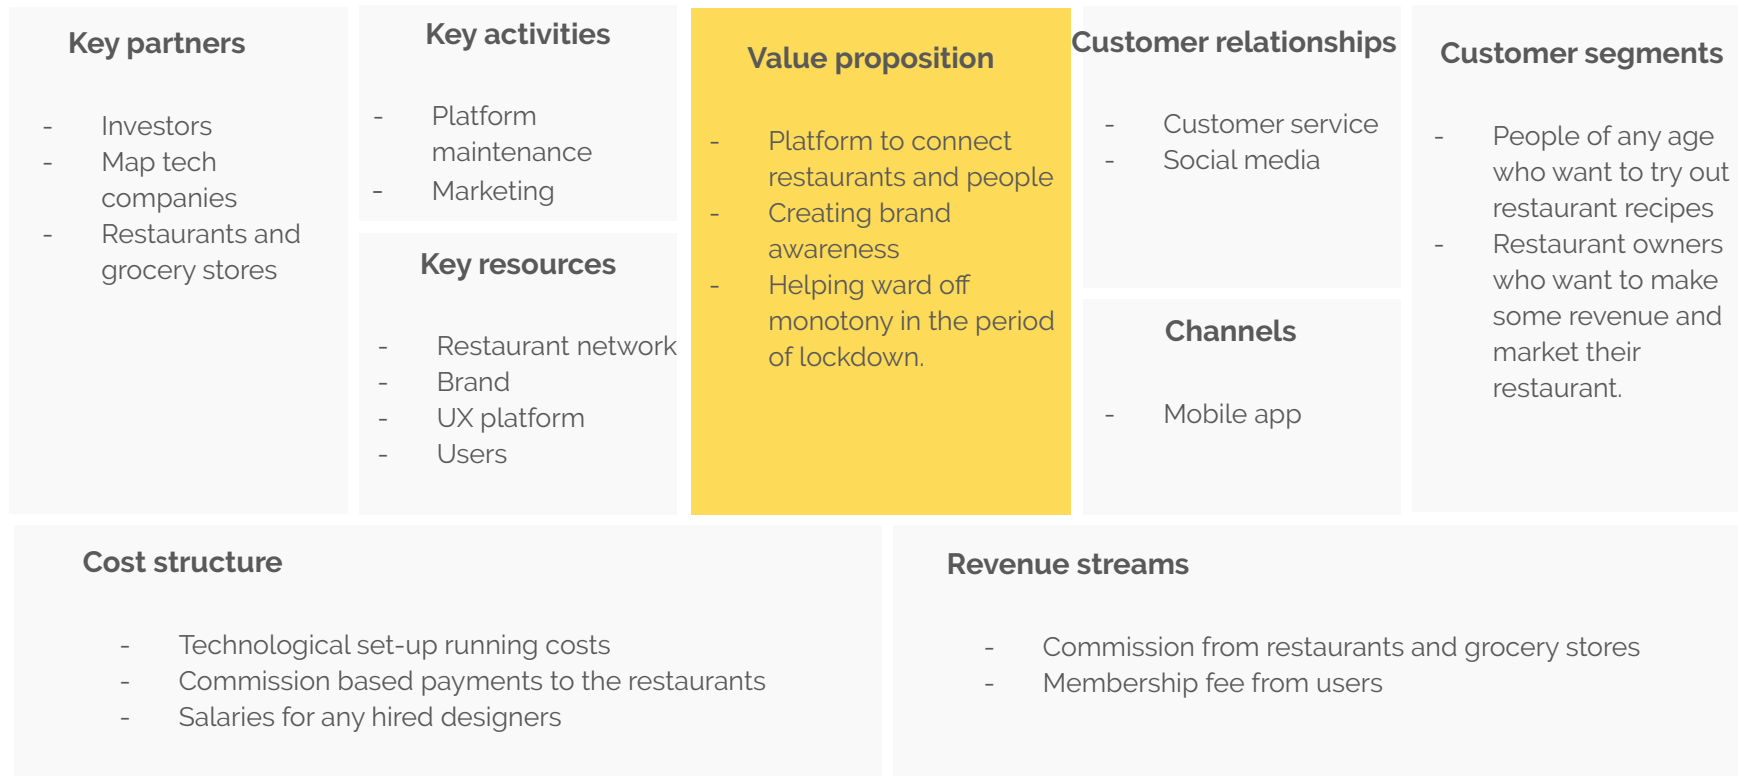 Key partners
- Investors
- Map tech
companies
- Restaurants and
grocery stores
Key activities
- Platform
maintenance
- Marketing
Key resources
- Restaurant network
- Brand
- UX platform
- Users
Value proposition
- Platform to connect
restaurants and people
- Creating brand
awareness
- Helping ward off
monotony in the period
of lockdown.
Customer relationships
- Customer service
- Social media
Channels
- Mobile app
Customer segments
- People of any age
who want to try out
restaurant recipes
- Restaurant owners
who want to make
some revenue and
market their
restaurant.
Cost structure
- Technological set-up running costs
- Commission based payments to the restaurants
- Salaries for any hired designers
Revenue streams
- Commission from restaurants and grocery stores
- Membership fee from users